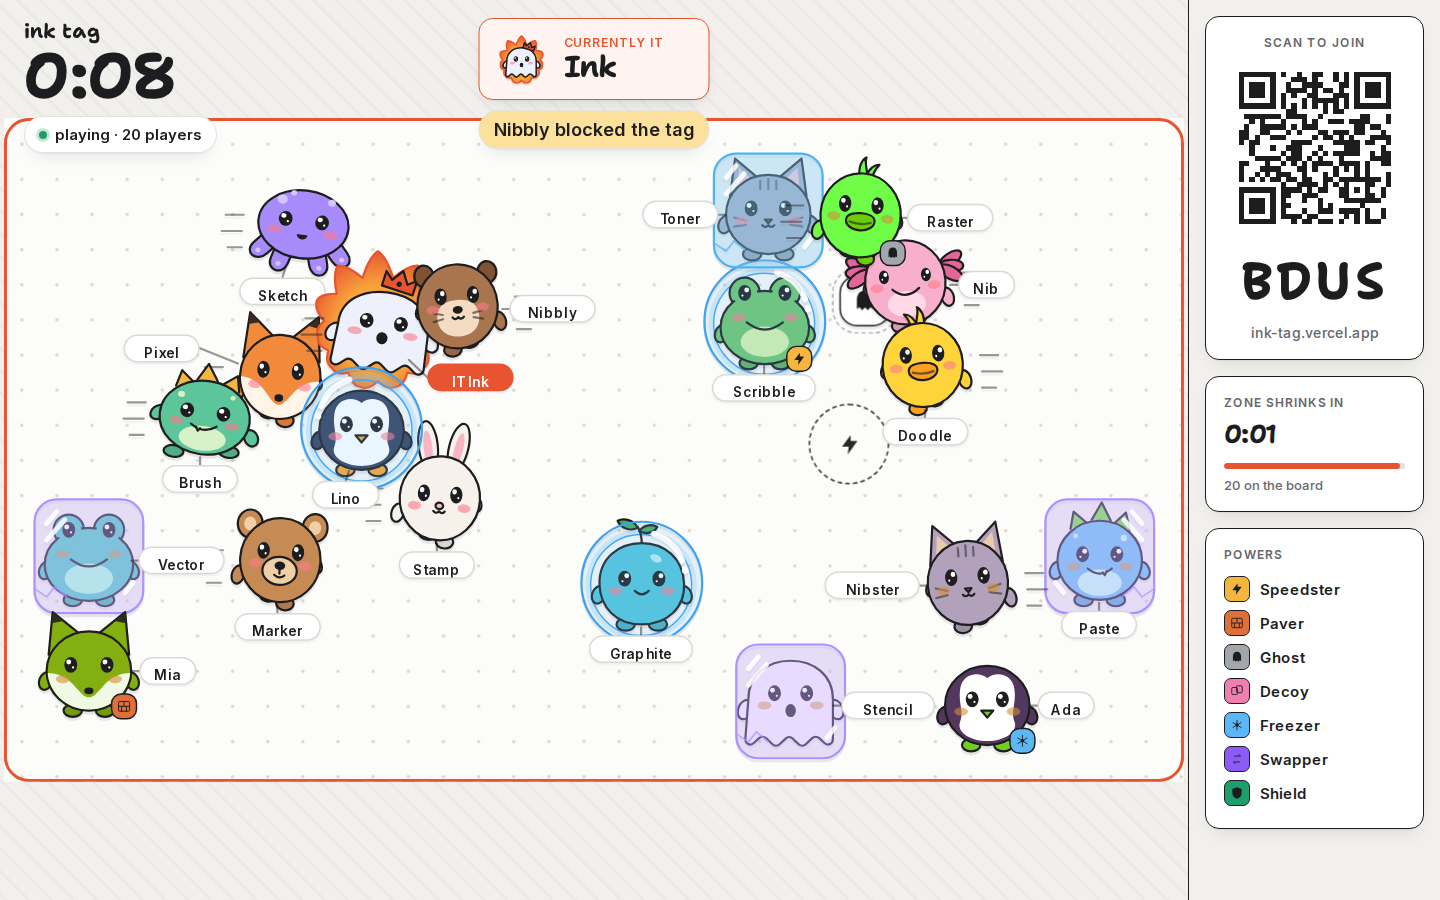 ink tag
0:08
CURRENTLY IT
Ink
playing · 20 players
Nibbly blocked the tag
Toner
Raster
Sketch
Nib
Nibbly
Pixel
IT Ink
Scribble
Doodle
Brush
Lino
Vector
Stamp
Nibster
Marker
Paste
Graphite
Mia
Stencil
Ada
SCAN TO JOIN
BDUS
ink-tag.vercel.app
ZONE SHRINKS IN
0:01
20 on the board
POWERS
Speedster
Paver
Ghost
Decoy
Freezer
Swapper
Shield